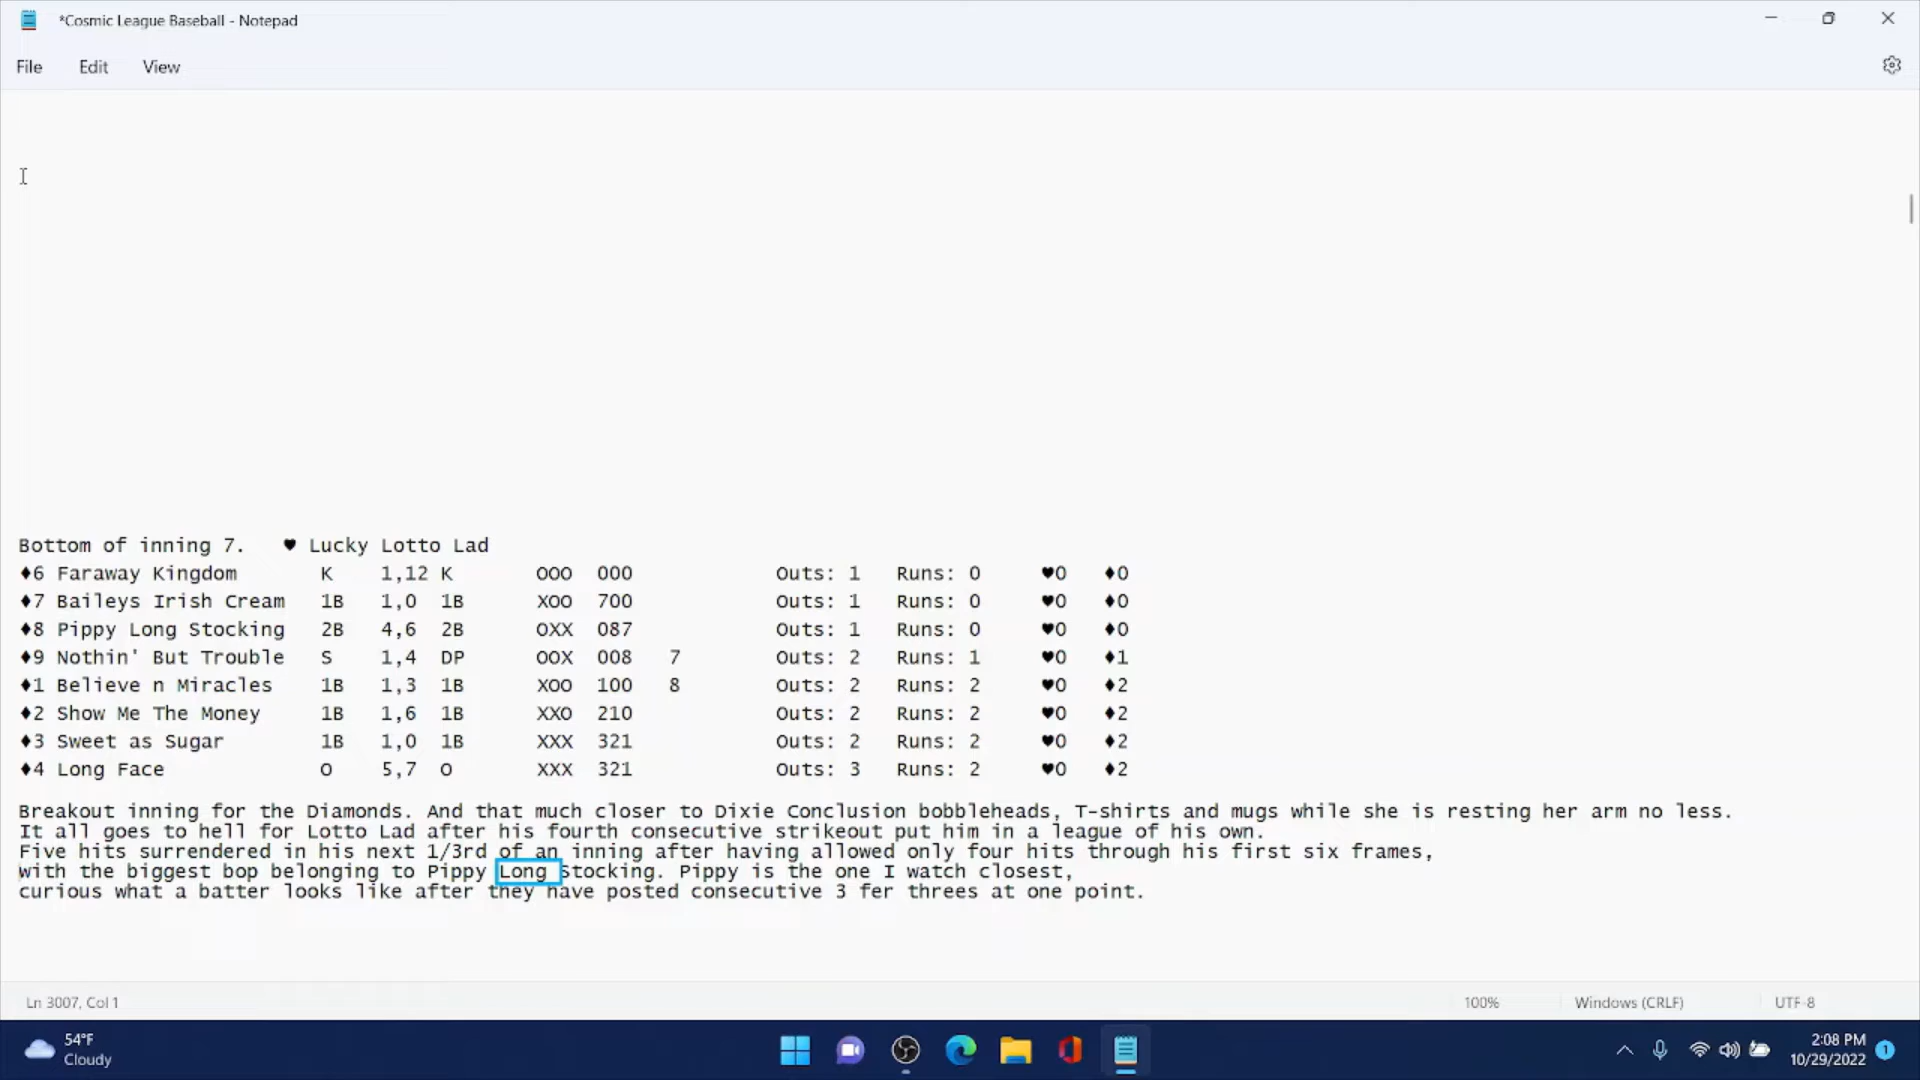 *Cosmic League Baseball - Notepad
File Edit View
Bottom of inning 7. ♥ Lucky Lotto Lad
♦6 Faraway Kingdom K 1,12 K OOO 000 Outs: 1 Runs: 0 ♥0 ♦0
♦7 Baileys Irish Cream 1B 1,0 1B XOO 700 Outs: 1 Runs: 0 ♥0 ♦0
♦8 Pippy Long Stocking 2B 4,6 2B OXX 087 Outs: 1 Runs: 0 ♥0 ♦0
♦9 Nothin' But Trouble S 1,4 DP OOX 008 7 Outs: 2 Runs: 1 ♥0 ♦1
♦1 Believe n Miracles 1B 1,3 1B XOO 100 8 Outs: 2 Runs: 2 ♥0 ♦2
♦2 Show Me The Money 1B 1,6 1B XXO 210 Outs: 2 Runs: 2 ♥0 ♦2
♦3 Sweet as Sugar 1B 1,0 1B XXX 321 Outs: 2 Runs: 2 ♥0 ♦2
♦4 Long Face O 5,7 O XXX 321 Outs: 3 Runs: 2 ♥0 ♦2
Breakout inning for the Diamonds. And that much closer to Dixie Conclusion bobbleheads, T-shirts and mugs while she is resting her arm no less.
It all goes to hell for Lotto Lad after his fourth consecutive strikeout put him in a league of his own.
Five hits surrendered in his next 1/3rd of an inning after having allowed only four hits through his first six frames,
with the biggest bop belonging to Pippy Long Stocking. Pippy is the one I watch closest,
curious what a batter looks like after they have posted consecutive 3 fer threes at one point.
Ln 3007, Col 1 100% Windows (CRLF) UTF-8
54°F
Cloudy
2:08 PM
10/29/2022
1